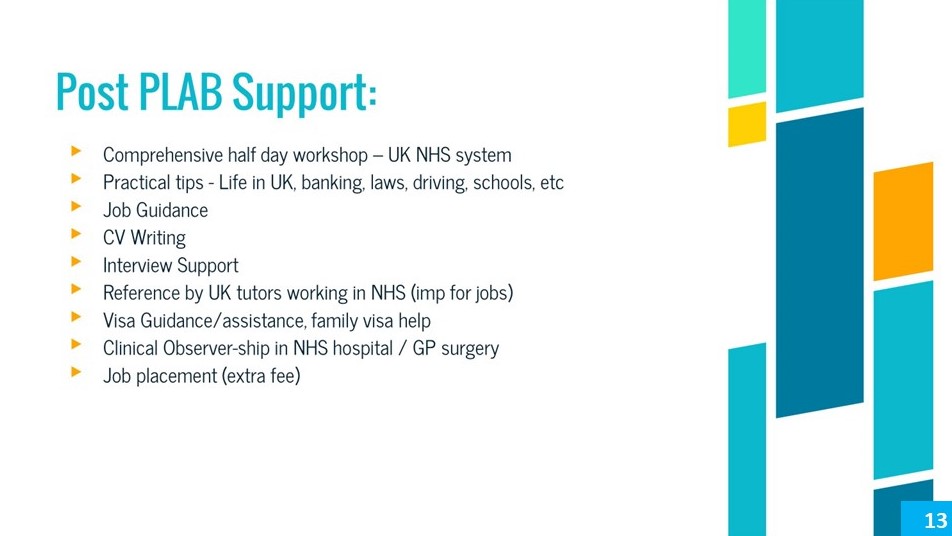 Post PLAB Support:
Comprehensive half day workshop – UK NHS system
Practical tips - Life in UK, banking, laws, driving, schools, etc
Job Guidance
CV Writing
Interview Support
Reference by UK tutors working in NHS (imp for jobs)
Visa Guidance/assistance, family visa help
Clinical Observer-ship in NHS hospital / GP surgery
Job placement (extra fee)
13